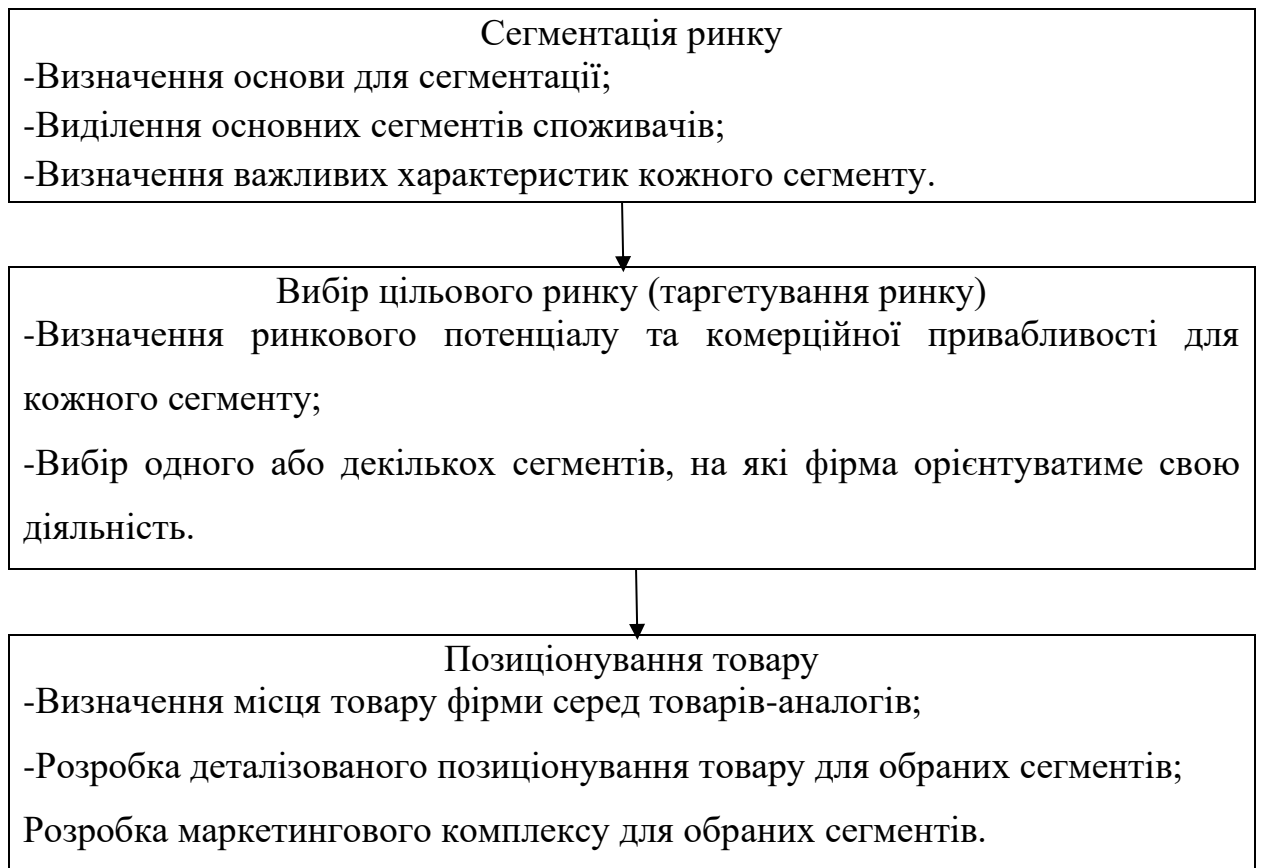 Сегментація ринку
-Визначення основи для сегментації;
-Виділення основних сегментів споживачів;
-Визначення важливих характеристик кожного сегменту.
Вибір цільового ринку (таргетування ринку)
-Визначення ринкового потенціалу та комерційної привабливості для
кожного сегменту;
-Вибір одного або декількох сегментів, на які фірма орієнтуватиме свою
діяльність.
Позиціонування товару
-Визначення місця товару фірми серед товарів-аналогів;
-Розробка деталізованого позиціонування товару для обраних сегментів;
Розробка маркетингового комплексу для обраних сегментів.